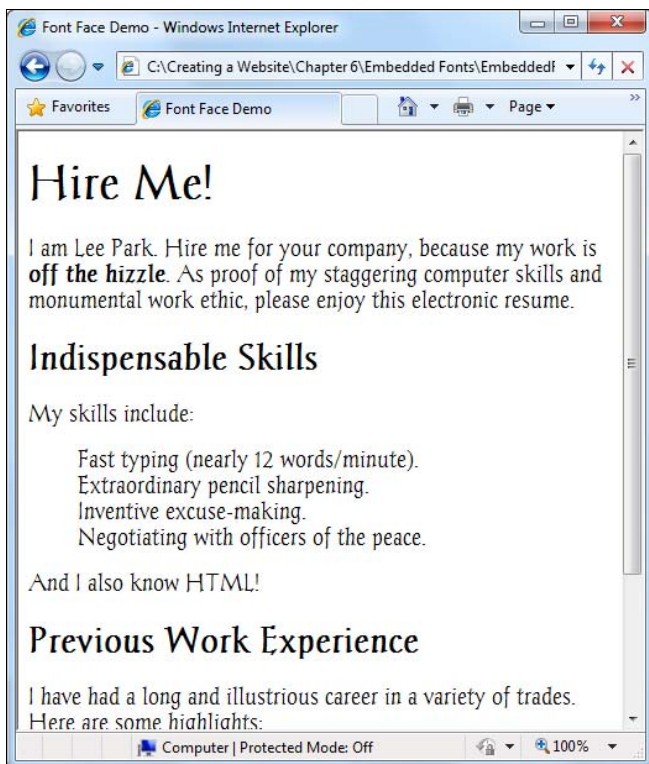 Font Face Demo - Windows Internet Explorer
C:\Creating a Website\Chapter 6\Embedded Fonts\EmbeddedF
Favorites
Font Face Demo
Page
Hire Me!
I am Lee Park. Hire me for your company, because my work is
off the hizzle. As proof of my staggering computer skills and
monumental work ethic, please enjoy this electronic resume.
Indispensable Skills
My skills include:
Fast typing (nearly 12 words/minute).
Extraordinary pencil sharpening.
Inventive excuse-making.
Negotiating with officers of the peace.
And I also know HTML!
Previous Work Experience
I have had a long and illustrious career in a variety of trades.
Here are some highlights:
Computer | Protected Mode: Off
100%